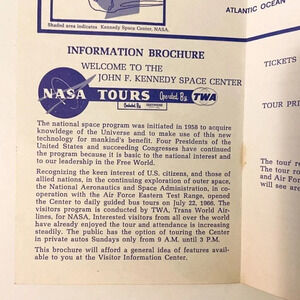 Shaded area indicates Kennedy Space Center, NASA.
ATLANTIC OCEAN
INFORMATION BROCHURE
WELCOME TO THE
JOHN F. KENNEDY SPACE CENTER
NASA TOURS Operated By TWA
Conducted By
The national space program was initiated in 1958 to acquire
knowldege of the Universe and to make use of this new
technology for mankind's benefit. Four Presidents of the
United States and succeeding Congresses have continued
the program because it is basic to the national interest and
to our leadership in the Free World.
Recognizing the keen interest of U.S. citizens, and those of
allied nations, in the continuing exploration of outer space,
the National Aeronautics and Space Administration, in co-
operation with the Air Force Eastern Test Range, opened
the Center to daily guided bus tours on July 22, 1966. The
visitors program is conducted by TWA, Trans World Air-
lines, for NASA. Interested visitors from all over the world
have already enjoyed the tour and attendance is increasing
steadily. The public has the option of touring the Center
in private autos Sundays only from 9 A.M. until 3 P.M.
This brochure will afford a general idea of features avail-
able to you at the Visitor Information Center.
TICKETS
TOUR PRI
The tour r
The tour
and Air For
will see ar